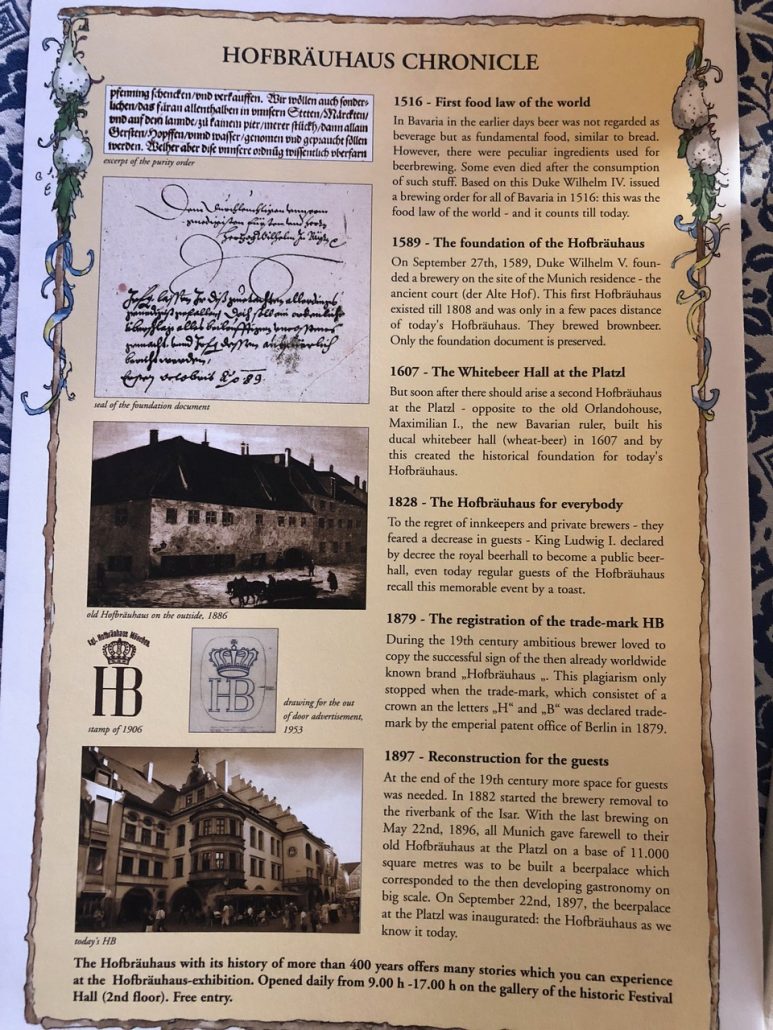 HOFBRÄUHAUS CHRONICLE
pfenning schencken/vnd verkauffen. Wir wöllen auch sonder-
lichen/das füran allenthalben in vnnsern Steten/Märckten/
vnd auf dem Lannde/zů kainem pier/merer stückh/dann allain
Gersten/Hopffen/vnnd wasser/genomen vnd gepraucht söllen
werden. Welher aber dise vnnsere ordnůg wissentlich vberfarn
excerpt of the purity order
seal of the foundation document
old Hofbräuhaus on the outside, 1886
Kgl. Hofbräuhaus München.
HB
stamp of 1906
HB
drawing for the out
of door advertisement,
1953
today's HB
1516 - First food law of the world
In Bavaria in the earlier days beer was not regarded as
beverage but as fundamental food, similar to bread.
However, there were peculiar ingredients used for
beerbrewing. Some even died after the consumption
of such stuff. Based on this Duke Wilhelm IV. issued
a brewing order for all of Bavaria in 1516: this was the
food law of the world - and it counts till today.
1589 - The foundation of the Hofbräuhaus
On September 27th, 1589, Duke Wilhelm V. foun-
ded a brewery on the site of the Munich residence - the
ancient court (der Alte Hof). This first Hofbräuhaus
existed till 1808 and was only in a few paces distance
of today's Hofbräuhaus. They brewed brownbeer.
Only the foundation document is preserved.
1607 - The Whitebeer Hall at the Platzl
But soon after there should arise a second Hofbräuhaus
at the Platzl - opposite to the old Orlandohouse,
Maximilian I., the new Bavarian ruler, built his
ducal whitebeer hall (wheat-beer) in 1607 and by
this created the historical foundation for today's
Hofbräuhaus.
1828 - The Hofbräuhaus for everybody
To the regret of innkeepers and private brewers - they
feared a decrease in guests - King Ludwig I. declared
by decree the royal beerhall to become a public beer-
hall, even today regular guests of the Hofbräuhaus
recall this memorable event by a toast.
1879 - The registration of the trade-mark HB
During the 19th century ambitious brewer loved to
copy the successful sign of the then already worldwide
known brand „Hofbräuhaus „. This plagiarism only
stopped when the trade-mark, which consistet of a
crown an the letters „H“ and „B“ was declared trade-
mark by the emperial patent office of Berlin in 1879.
1897 - Reconstruction for the guests
At the end of the 19th century more space for guests
was needed. In 1882 started the brewery removal to
the riverbank of the Isar. With the last brewing on
May 22nd, 1896, all Munich gave farewell to their
old Hofbräuhaus at the Platzl on a base of 11.000
square metres was to be built a beerpalace which
corresponded to the then developing gastronomy on
big scale. On September 22nd, 1897, the beerpalace
at the Platzl was inaugurated: the Hofbräuhaus as we
know it today.
The Hofbräuhaus with its history of more than 400 years offers many stories which you can experience
at the Hofbräuhaus-exhibition. Opened daily from 9.00 h -17.00 h on the gallery of the historic Festival
Hall (2nd floor). Free entry.